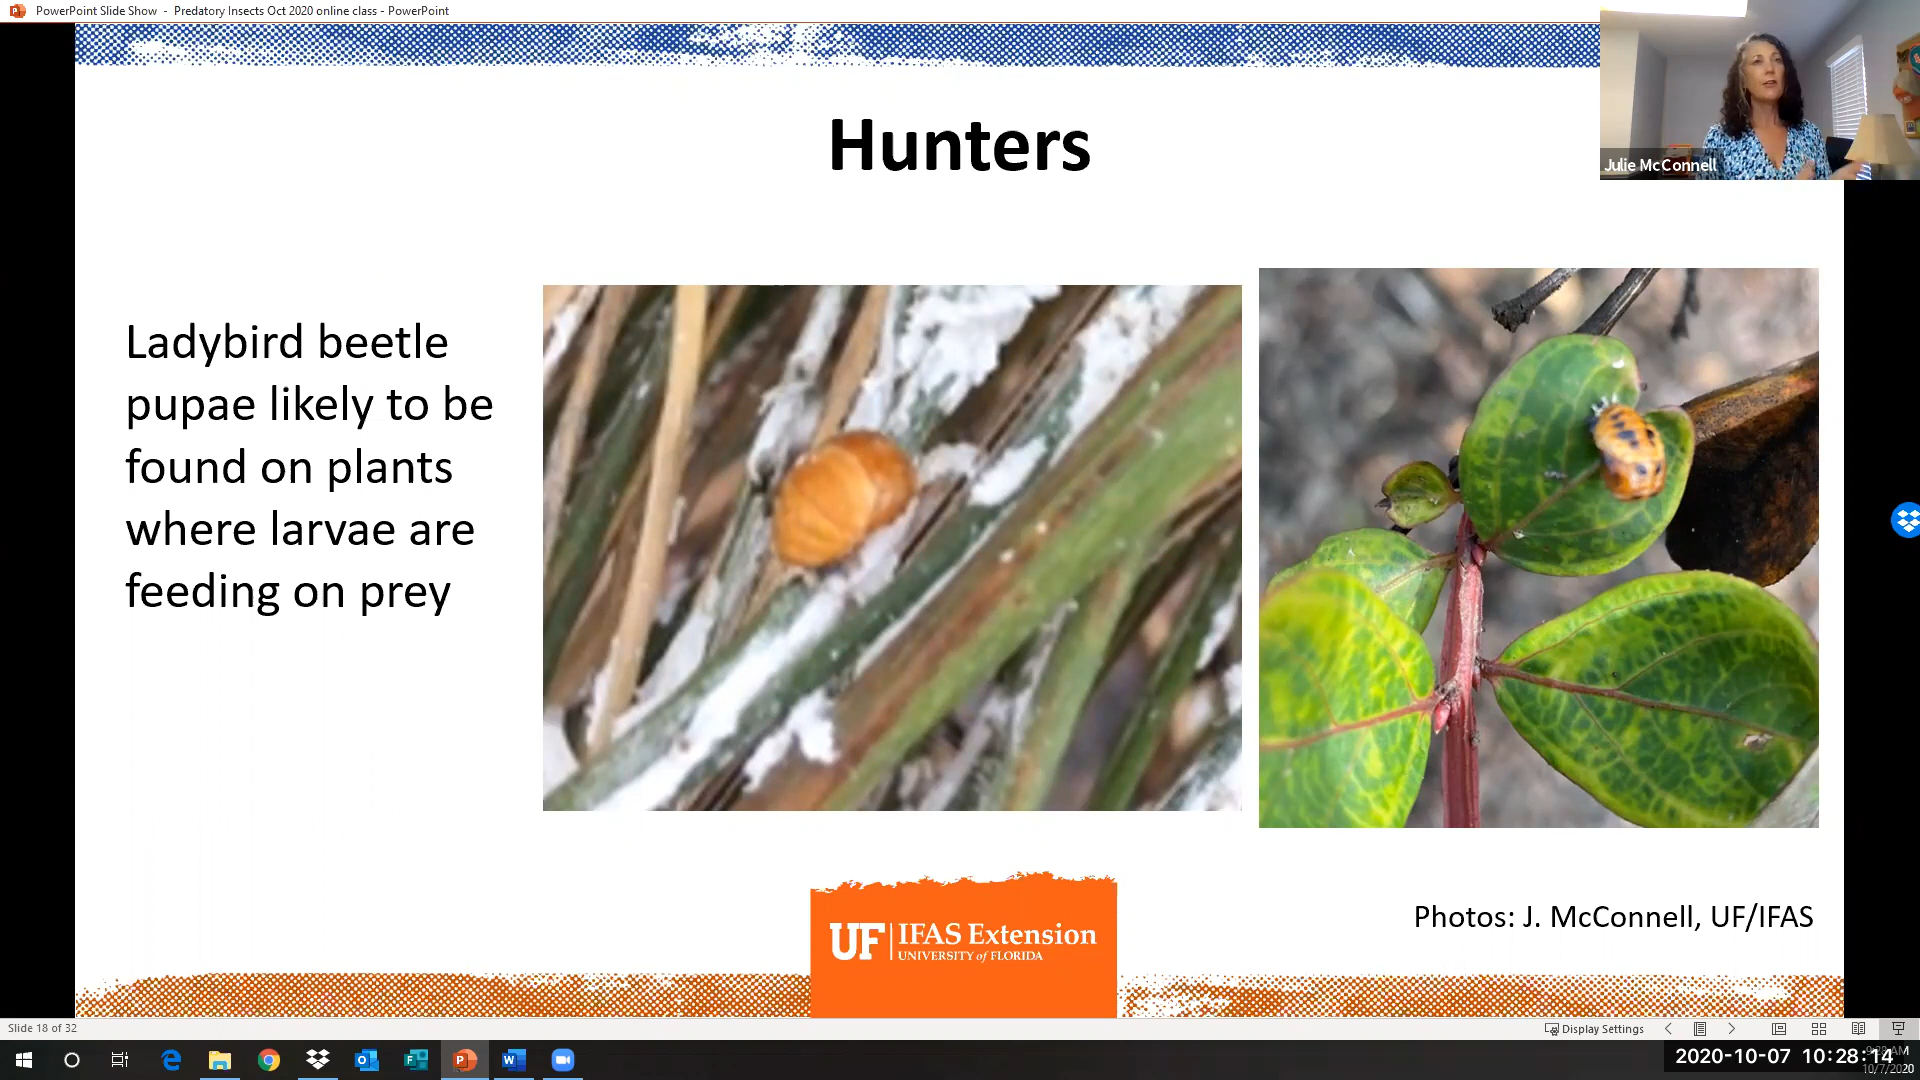 PowerPoint Slide Show - Predatory Insects Oct 2020 online class - PowerPoint
Hunters
Julie McConnell
Ladybird beetle
pupae likely to be
found on plants
where larvae are
feeding on prey
Photos: J. McConnell, UF/IFAS
UF IFAS Extension
UNIVERSITY of FLORIDA
Slide 18 of 32
Display Settings
2020-10-07 10:28:14
10/7/2020